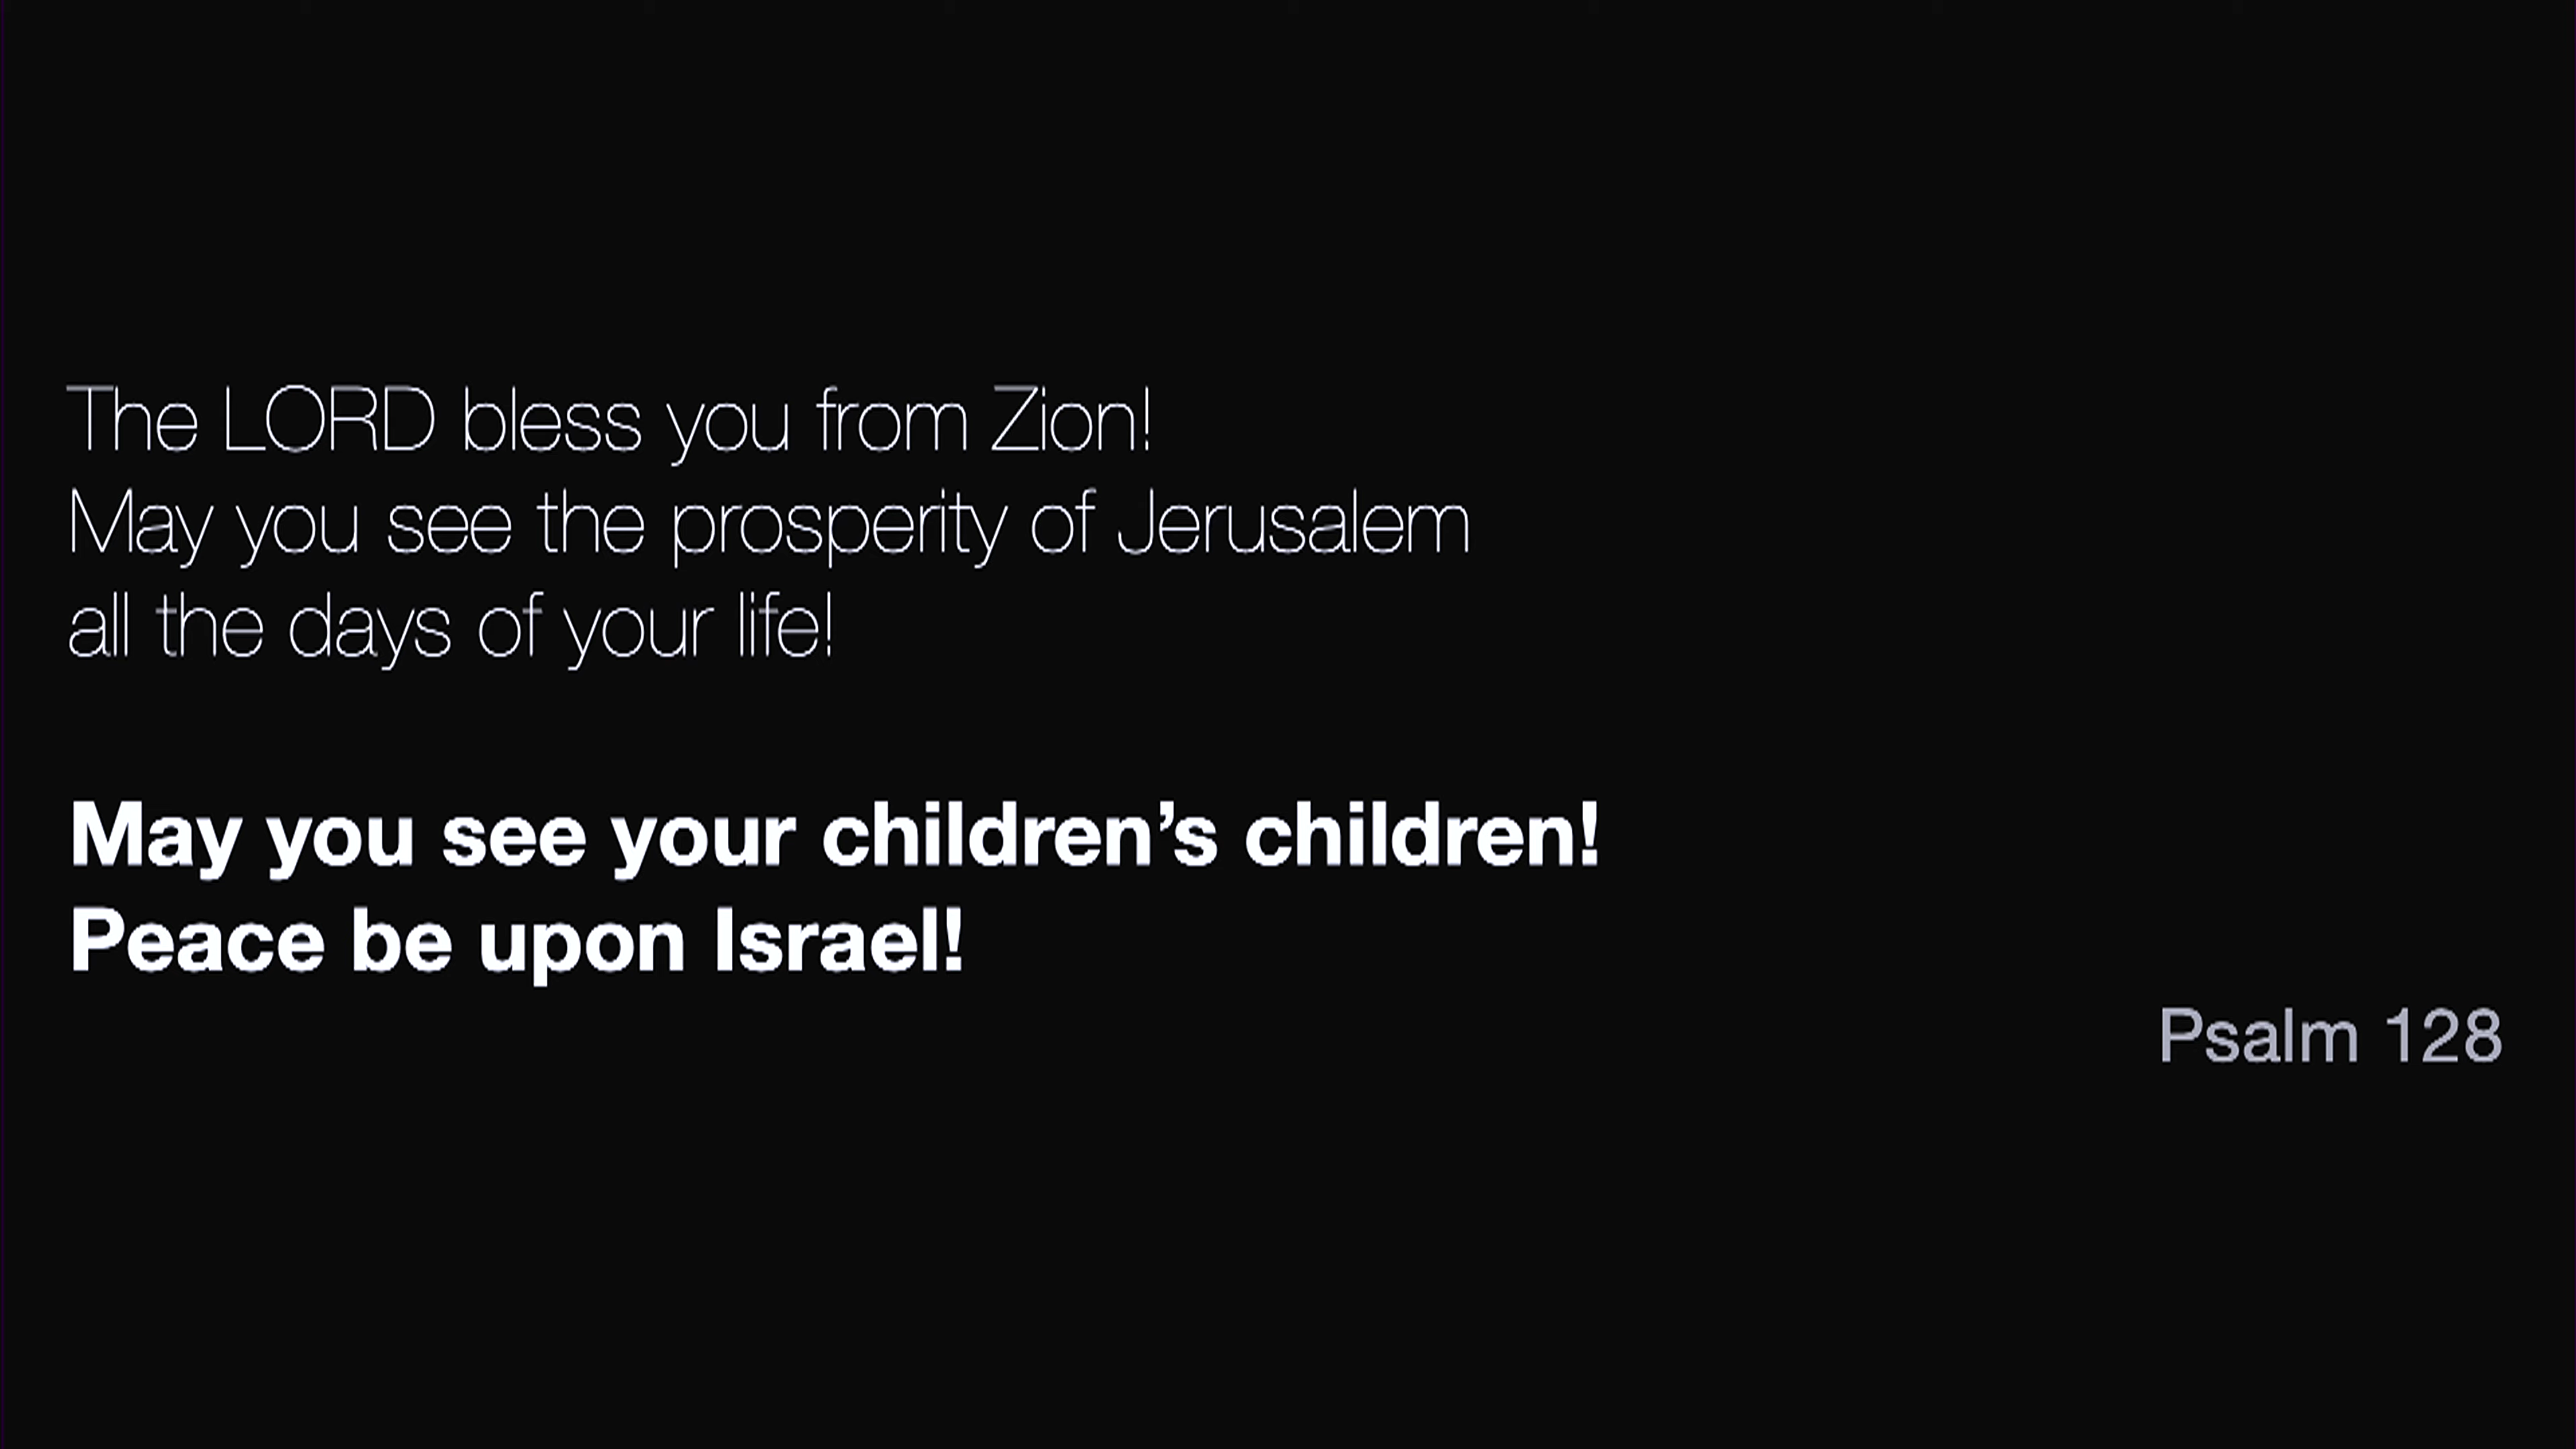 The LORD bless you from Zion!
May you see the prosperity of Jerusalem
all the days of your life!
May you see your children’s children!
Peace be upon Israel!
Psalm 128